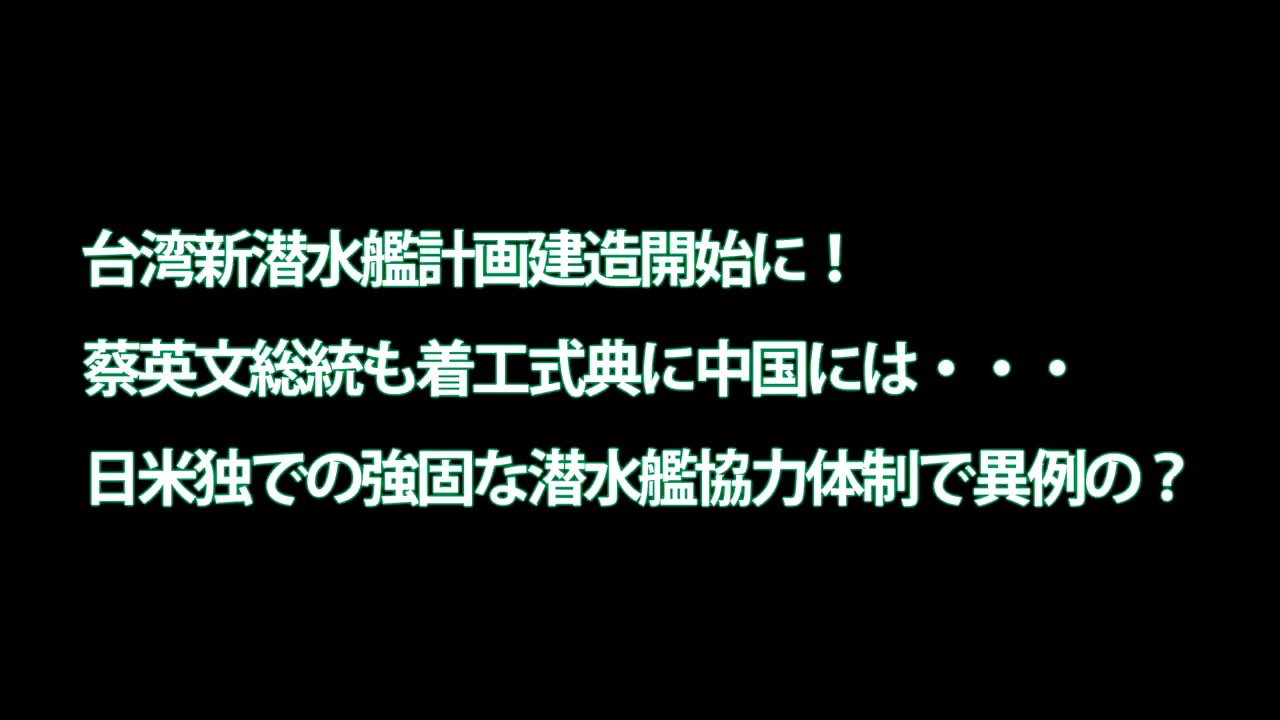 台湾新潜水艦計画建造開始に！
蔡英文総統も着工式典に中国には・・・
日米独での強固な潜水艦協力体制で異例の？